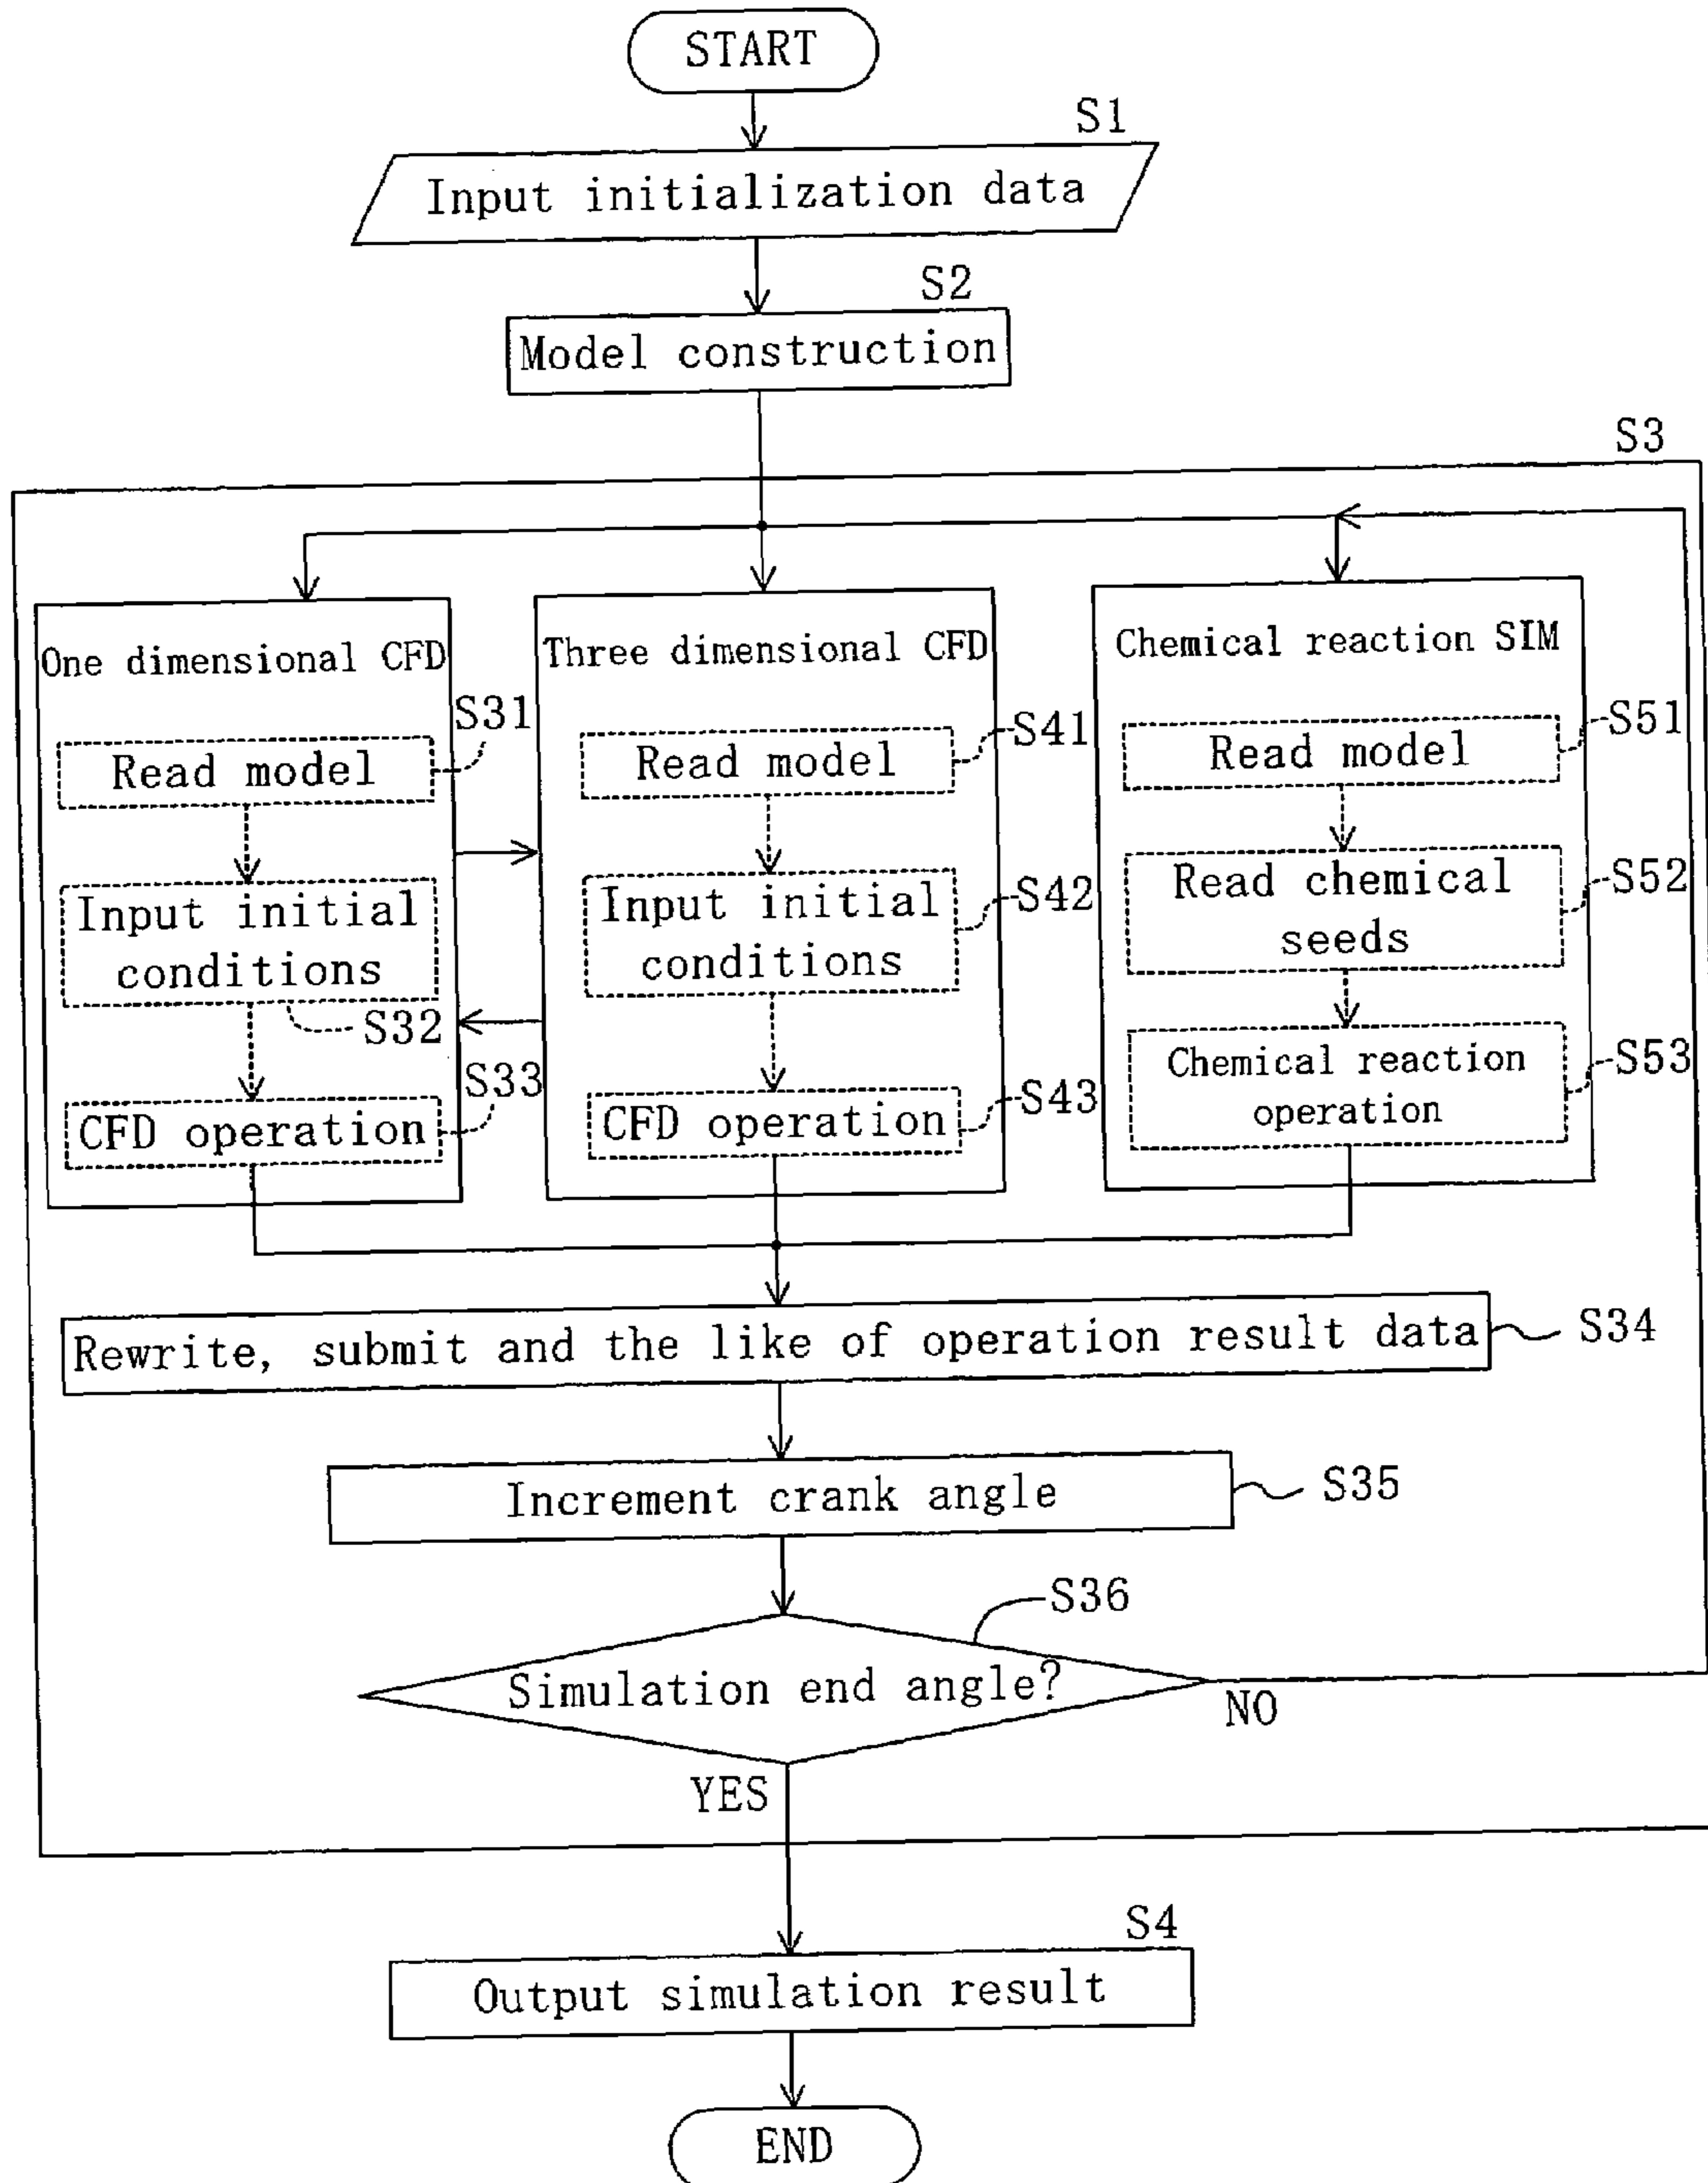 START
S1
Input initialization data
S2
Model construction
S3
One dimensional CFD
S31
Read model
Input initial
conditions
S32
S33
CFD operation
Three dimensional CFD
Read model
S41
Input initial
conditions
S42
CFD operation
S43
Chemical reaction SIM
Read model
S51
Read chemical
seeds
S52
Chemical reaction
operation
S53
Rewrite, submit and the like of operation result data
S34
Increment crank angle
S35
S36
Simulation end angle?
NO
YES
S4
Output simulation result
END